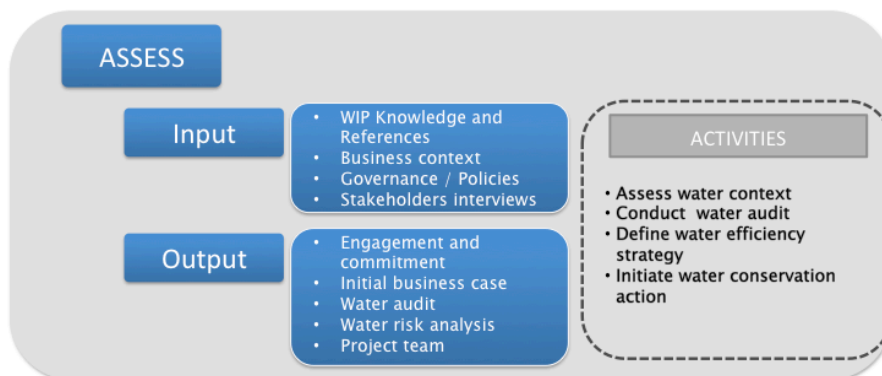 ASSESS
Input
• WIP Knowledge and
References
• Business context
• Governance / Policies
• Stakeholders interviews
Output
• Engagement and
commitment
• Initial business case
• Water audit
• Water risk analysis
• Project team
ACTIVITIES
• Assess water context
• Conduct water audit
• Define water efficiency
strategy
• Initiate water conservation
action